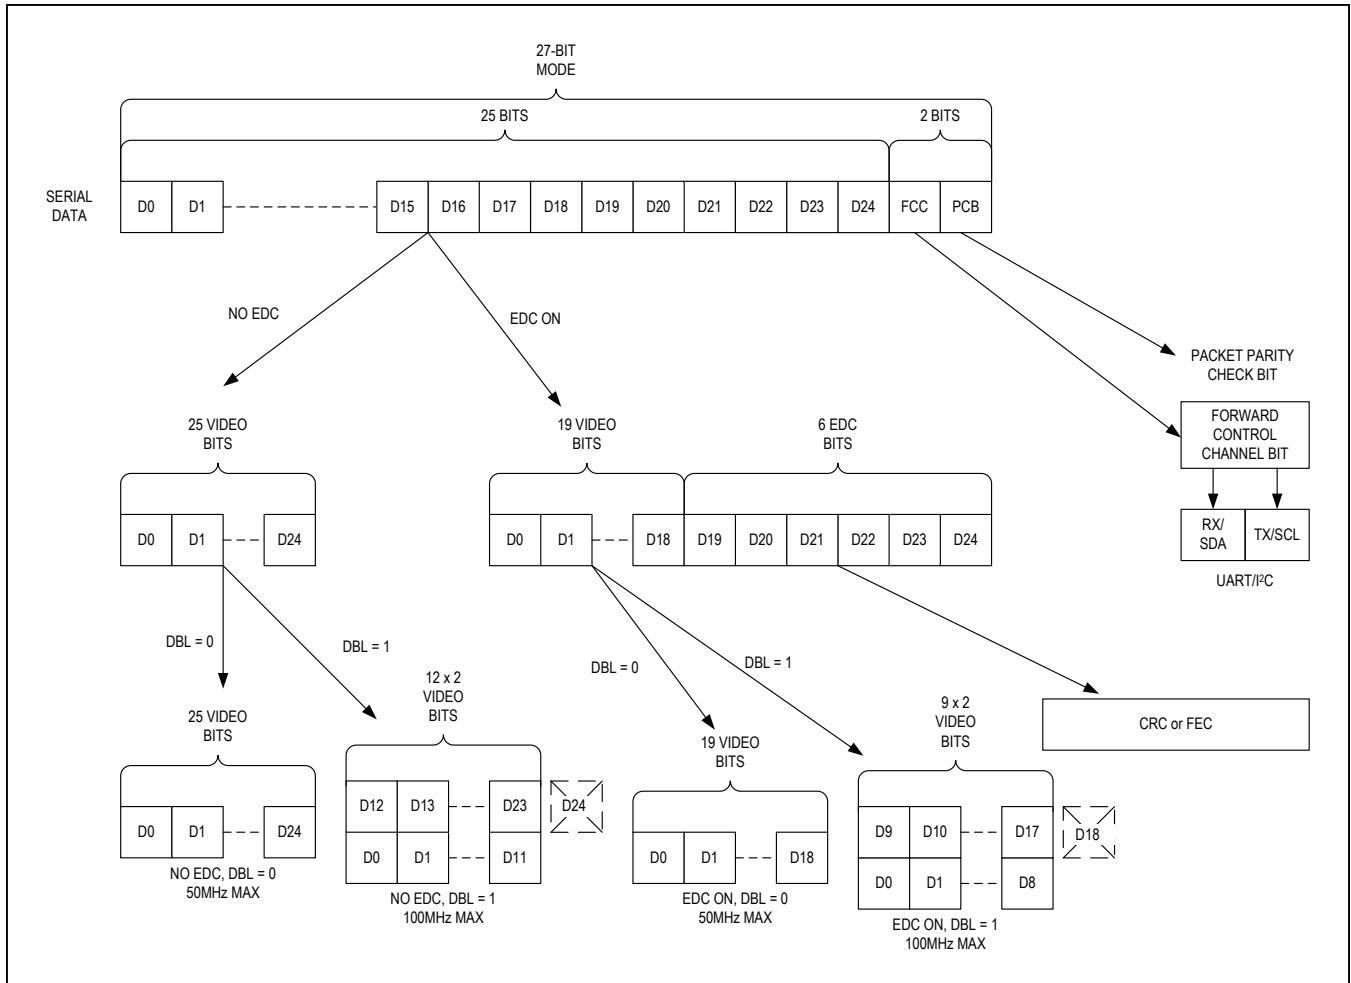 27-BIT
MODE
25 BITS
2 BITS
SERIAL
DATA
D0 D1 D15 D16 D17 D18 D19 D20 D21 D22 D23 D24 FCC PCB
NO EDC
EDC ON
PACKET PARITY
CHECK BIT
FORWARD
CONTROL
CHANNEL BIT
RX/
SDA
TX/SCL
UART/I²C
25 VIDEO
BITS
D0 D1 D24
19 VIDEO
BITS
6 EDC
BITS
D0 D1 D18 D19 D20 D21 D22 D23 D24
DBL = 0
DBL = 1
DBL = 0
DBL = 1
CRC or FEC
25 VIDEO
BITS
D0 D1 D24
NO EDC, DBL = 0
50MHz MAX
12 x 2
VIDEO
BITS
D12 D13 D23 D24
D0 D1 D11
NO EDC, DBL = 1
100MHz MAX
19 VIDEO
BITS
D0 D1 D18
EDC ON, DBL = 0
50MHz MAX
9 x 2
VIDEO
BITS
D9 D10 D17 D18
D0 D1 D8
EDC ON, DBL = 1
100MHz MAX